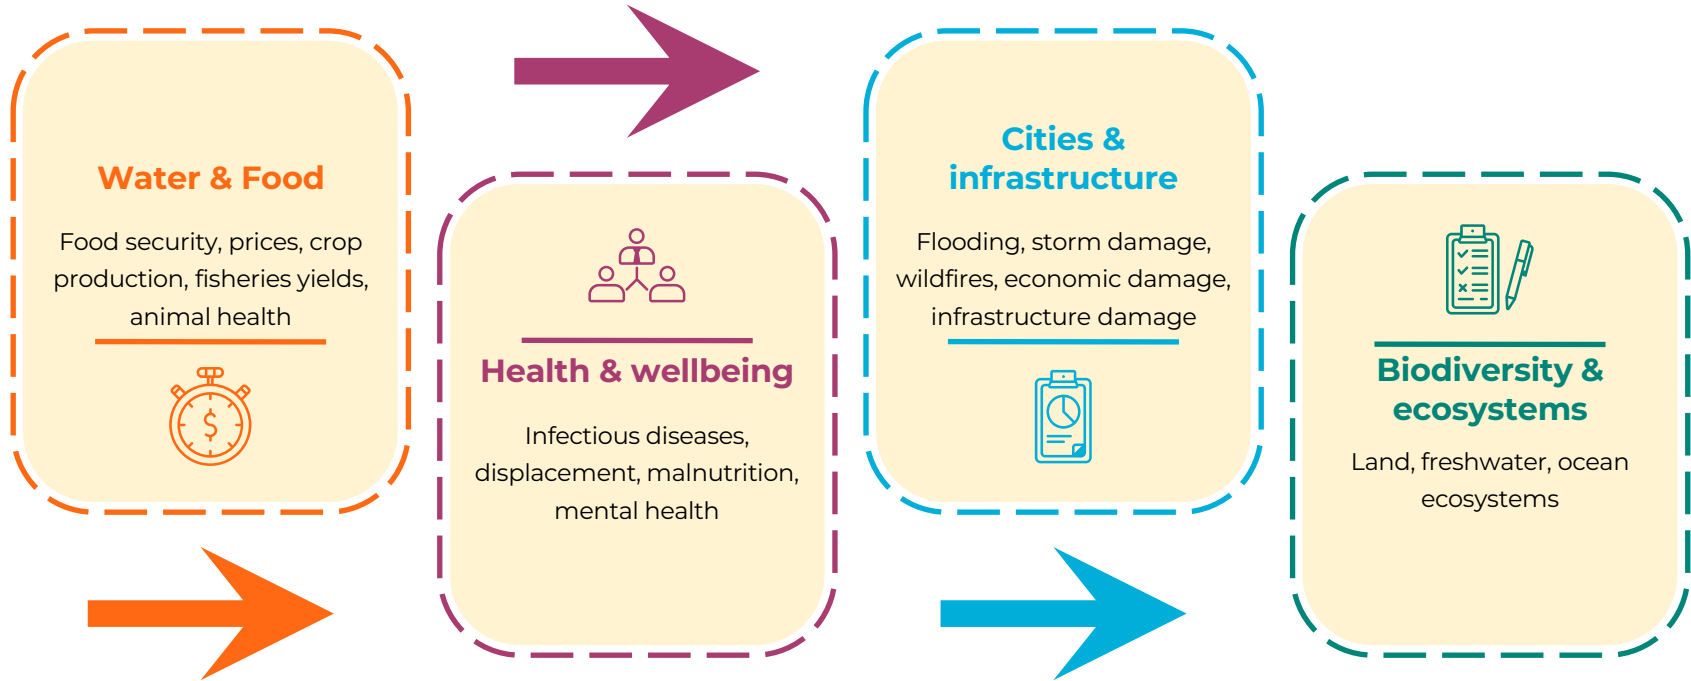 Water & Food
Food security, prices, crop
production, fisheries yields,
animal health
$
Health & wellbeing
Infectious diseases,
displacement, malnutrition,
mental health
Cities &
infrastructure
Flooding, storm damage,
wildfires, economic damage,
infrastructure damage
Biodiversity &
ecosystems
Land, freshwater, ocean
ecosystems